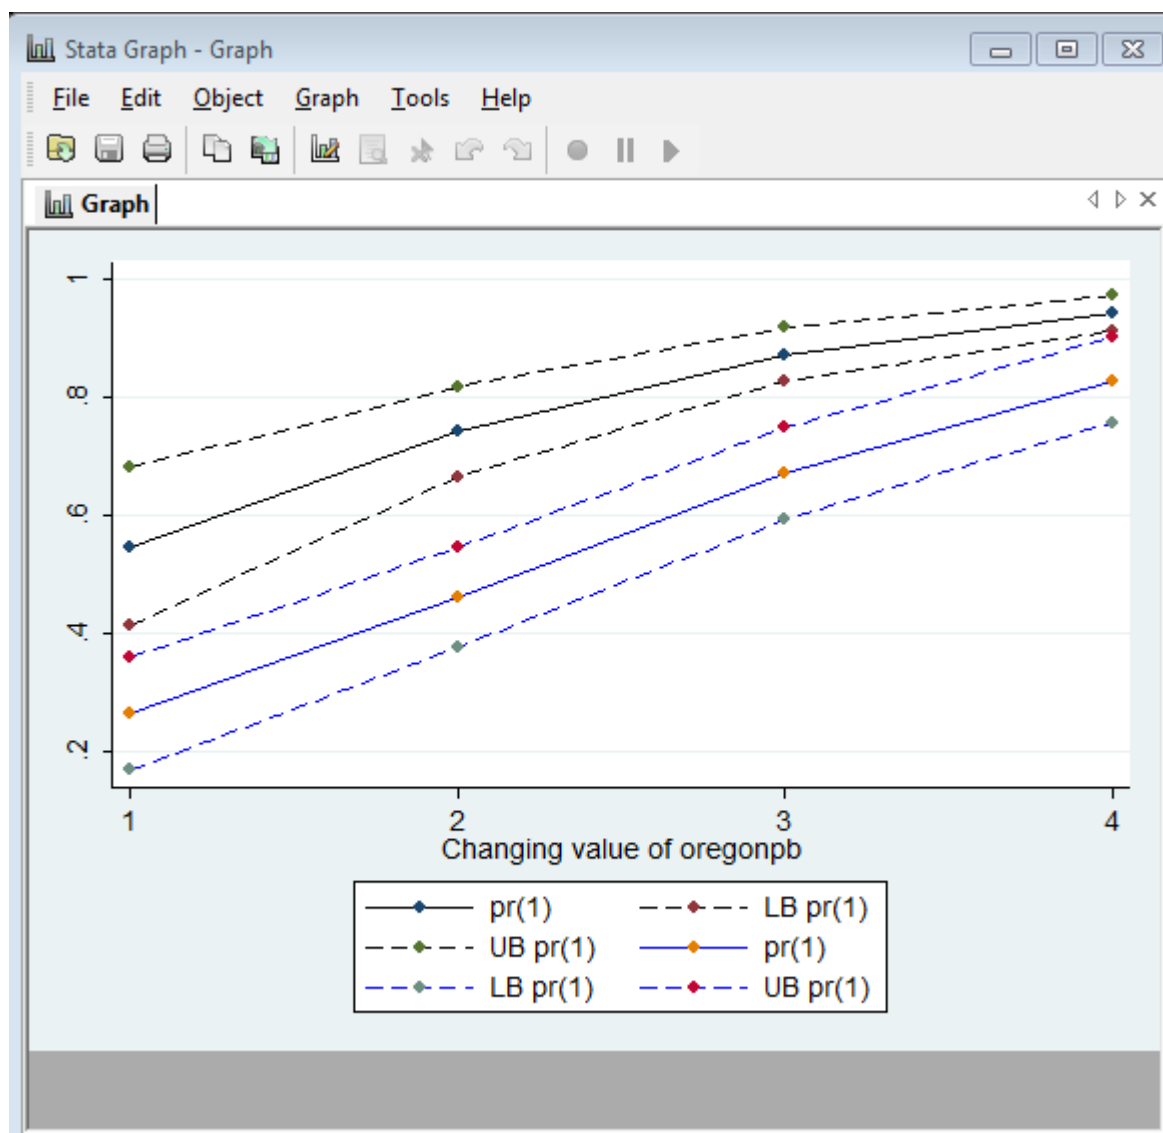 Stata Graph - Graph
File Edit Object Graph Tools Help
Graph
1
.8
.6
.4
.2
1 2 3 4
Changing value of oregonpb
pr(1) LB pr(1)
UB pr(1) pr(1)
LB pr(1) UB pr(1)